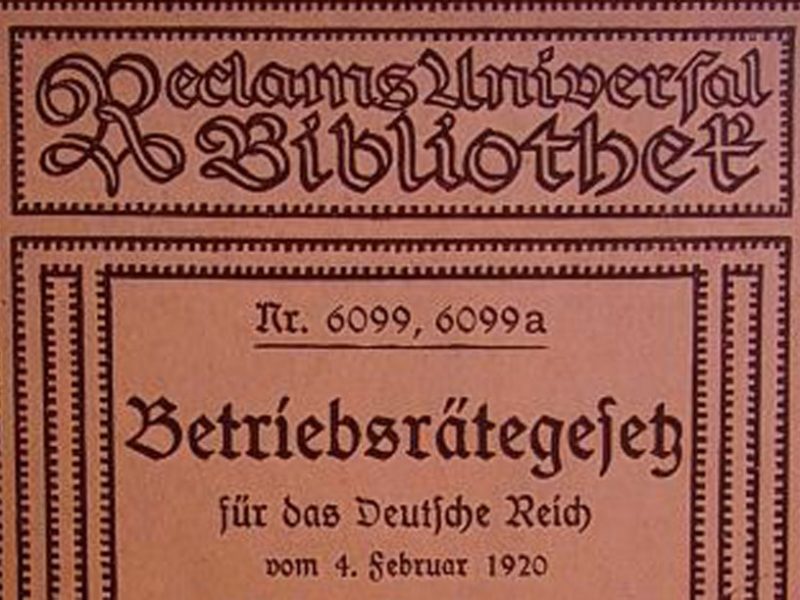 Reclams Universal
Bibliothek
Nr. 6099, 6099a
Betriebsrätegeſetz
für das Deutſche Reich
vom 4. Februar 1920